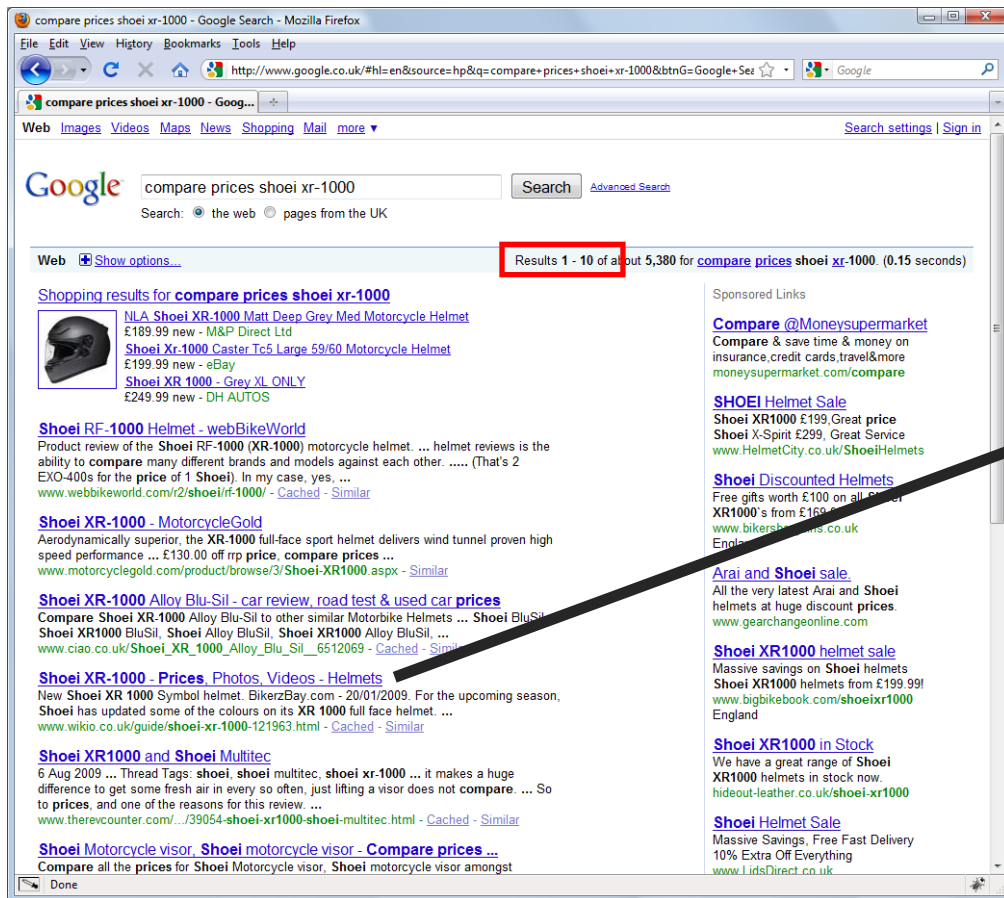 compare prices shoei xr-1000 - Google Search - Mozilla Firefox
File Edit View History Bookmarks Tools Help
http://www.google.co.uk/#hl=en&source=hp&q=compare+prices+shoei+xr-1000&btnG=Google+Sea
Google
compare prices shoei xr-1000 - Goog...
Web Images Videos Maps News Shopping Mail more ▼
Search settings | Sign in
Google
compare prices shoei xr-1000
Search
Advanced Search
Search: the web pages from the UK
Web Show options...
Results 1 - 10 of about 5,380 for compare prices shoei xr-1000. (0.15 seconds)
Shopping results for compare prices shoei xr-1000
NLA Shoei XR-1000 Matt Deep Grey Med Motorcycle Helmet
£189.99 new - M&P Direct Ltd
Shoei Xr-1000 Caster Tc5 Large 59/60 Motorcycle Helmet
£199.99 new - eBay
Shoei XR 1000 - Grey XL ONLY
£249.99 new - DH AUTOS
Shoei RF-1000 Helmet - webBikeWorld
Product review of the Shoei RF-1000 (XR-1000) motorcycle helmet. ... helmet reviews is the
ability to compare many different brands and models against each other. ..... (That's 2
EXO-400s for the price of 1 Shoei). In my case, yes, ...
www.webbikeworld.com/r2/shoei/rf-1000/ - Cached - Similar
Shoei XR-1000 - MotorcycleGold
Aerodynamically superior, the XR-1000 full-face sport helmet delivers wind tunnel proven high
speed performance ... £130.00 off rrp price, compare prices ...
www.motorcyclegold.com/product/browse/3/Shoei-XR1000.aspx - Similar
Shoei XR-1000 Alloy Blu-Sil - car review, road test & used car prices
Compare Shoei XR-1000 Alloy Blu-Sil to other similar Motorbike Helmets ... Shoei BluSil,
Shoei XR1000 BluSil, Shoei Alloy BluSil, Shoei XR1000 Alloy BluSil, ...
www.ciao.co.uk/Shoei_XR_1000_Alloy_Blu_Sil__6512069 - Cached - Similar
Shoei XR-1000 - Prices, Photos, Videos - Helmets
New Shoei XR 1000 Symbol helmet. BikerzBay.com - 20/01/2009. For the upcoming season,
Shoei has updated some of the colours on its XR 1000 full face helmet. ...
www.wikio.co.uk/guide/shoei-xr-1000-121963.html - Cached - Similar
Shoei XR1000 and Shoei Multitec
6 Aug 2009 ... Thread Tags: shoei, shoei multitec, shoei xr-1000 ... it makes a huge
difference to get some fresh air in every so often, just lifting a visor does not compare. ... So
to prices, and one of the reasons for this review. ...
www.therevcounter.com/.../39054-shoei-xr1000-shoei-multitec.html - Cached - Similar
Shoei Motorcycle visor, Shoei motorcycle visor - Compare prices ...
Compare all the prices for Shoei Motorcycle visor, Shoei motorcycle visor amongst
Sponsored Links
Compare @Moneysupermarket
Compare & save time & money on
insurance,credit cards,travel&more
moneysupermarket.com/compare
SHOEI Helmet Sale
Shoei XR1000 £199,Great price
Shoei X-Spirit £299, Great Service
www.HelmetCity.co.uk/ShoeiHelmets
Shoei Discounted Helmets
Free gifts worth £100 on all Shoei
XR1000`s from £169
www.bikers .co.uk
England
Arai and Shoei sale.
All the very latest Arai and Shoei
helmets at huge discount prices.
www.gearchangeonline.com
Shoei XR1000 helmet sale
Massive savings on Shoei helmets
Shoei XR1000 helmets from £199.99!
www.bigbikebook.com/shoeixr1000
England
Shoei XR1000 in Stock
We have a great range of Shoei
XR1000 helmets in stock now.
hideout-leather.co.uk/shoei-xr1000
Shoei Helmet Sale
Massive Savings, Free Fast Delivery
10% Extra Off Everything
www.LidsDirect.co.uk
Done